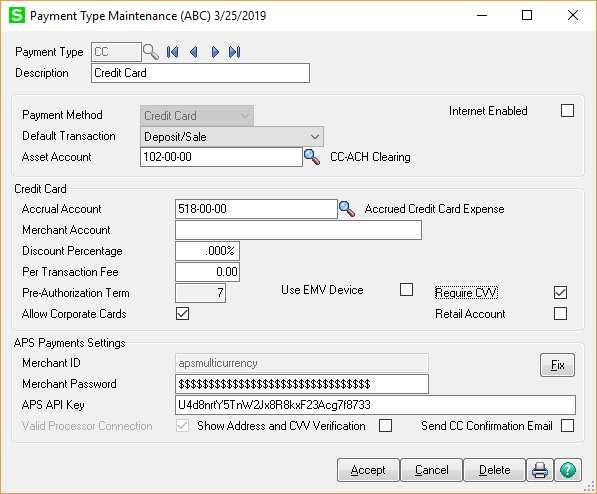 S Payment Type Maintenance (ABC) 3/25/2019
Payment Type CC
Description Credit Card
Payment Method Credit Card Internet Enabled
Default Transaction Deposit/Sale
Asset Account 102-00-00 CC-ACH Clearing
Credit Card
Accrual Account 518-00-00 Accrued Credit Card Expense
Merchant Account
Discount Percentage .000%
Per Transaction Fee 0.00
Pre-Authorization Term 7 Use EMV Device Require CVV
Allow Corporate Cards Retail Account
APS Payments Settings
Merchant ID apsmulticurrency Fix
Merchant Password $$$$$$$$$$$$$$$$$$$$$$$$$$$$$$$$
APS API Key U4d8nrtY5TnW2Jx8R8kxF23Acg7f8733
Valid Processor Connection Show Address and CVV Verification Send CC Confirmation Email
Accept Cancel Delete ?